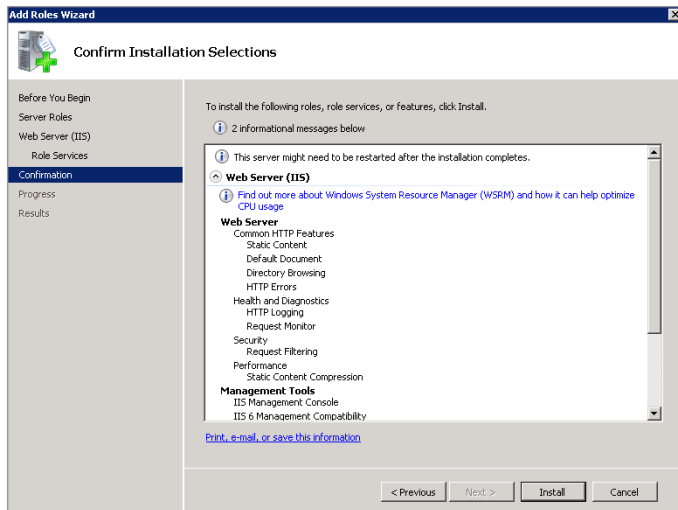 Add Roles Wizard
Confirm Installation Selections
Before You Begin
Server Roles
Web Server (IIS)
Role Services
Confirmation
Progress
Results
To install the following roles, role services, or features, click Install.
2 informational messages below
This server might need to be restarted after the installation completes.
Web Server (IIS)
Find out more about Windows System Resource Manager (WSRM) and how it can help optimize
CPU usage
Web Server
Common HTTP Features
Static Content
Default Document
Directory Browsing
HTTP Errors
Health and Diagnostics
HTTP Logging
Request Monitor
Security
Request Filtering
Performance
Static Content Compression
Management Tools
IIS Management Console
IIS 6 Management Compatibility
Print, e-mail, or save this information
< Previous Next > Install Cancel